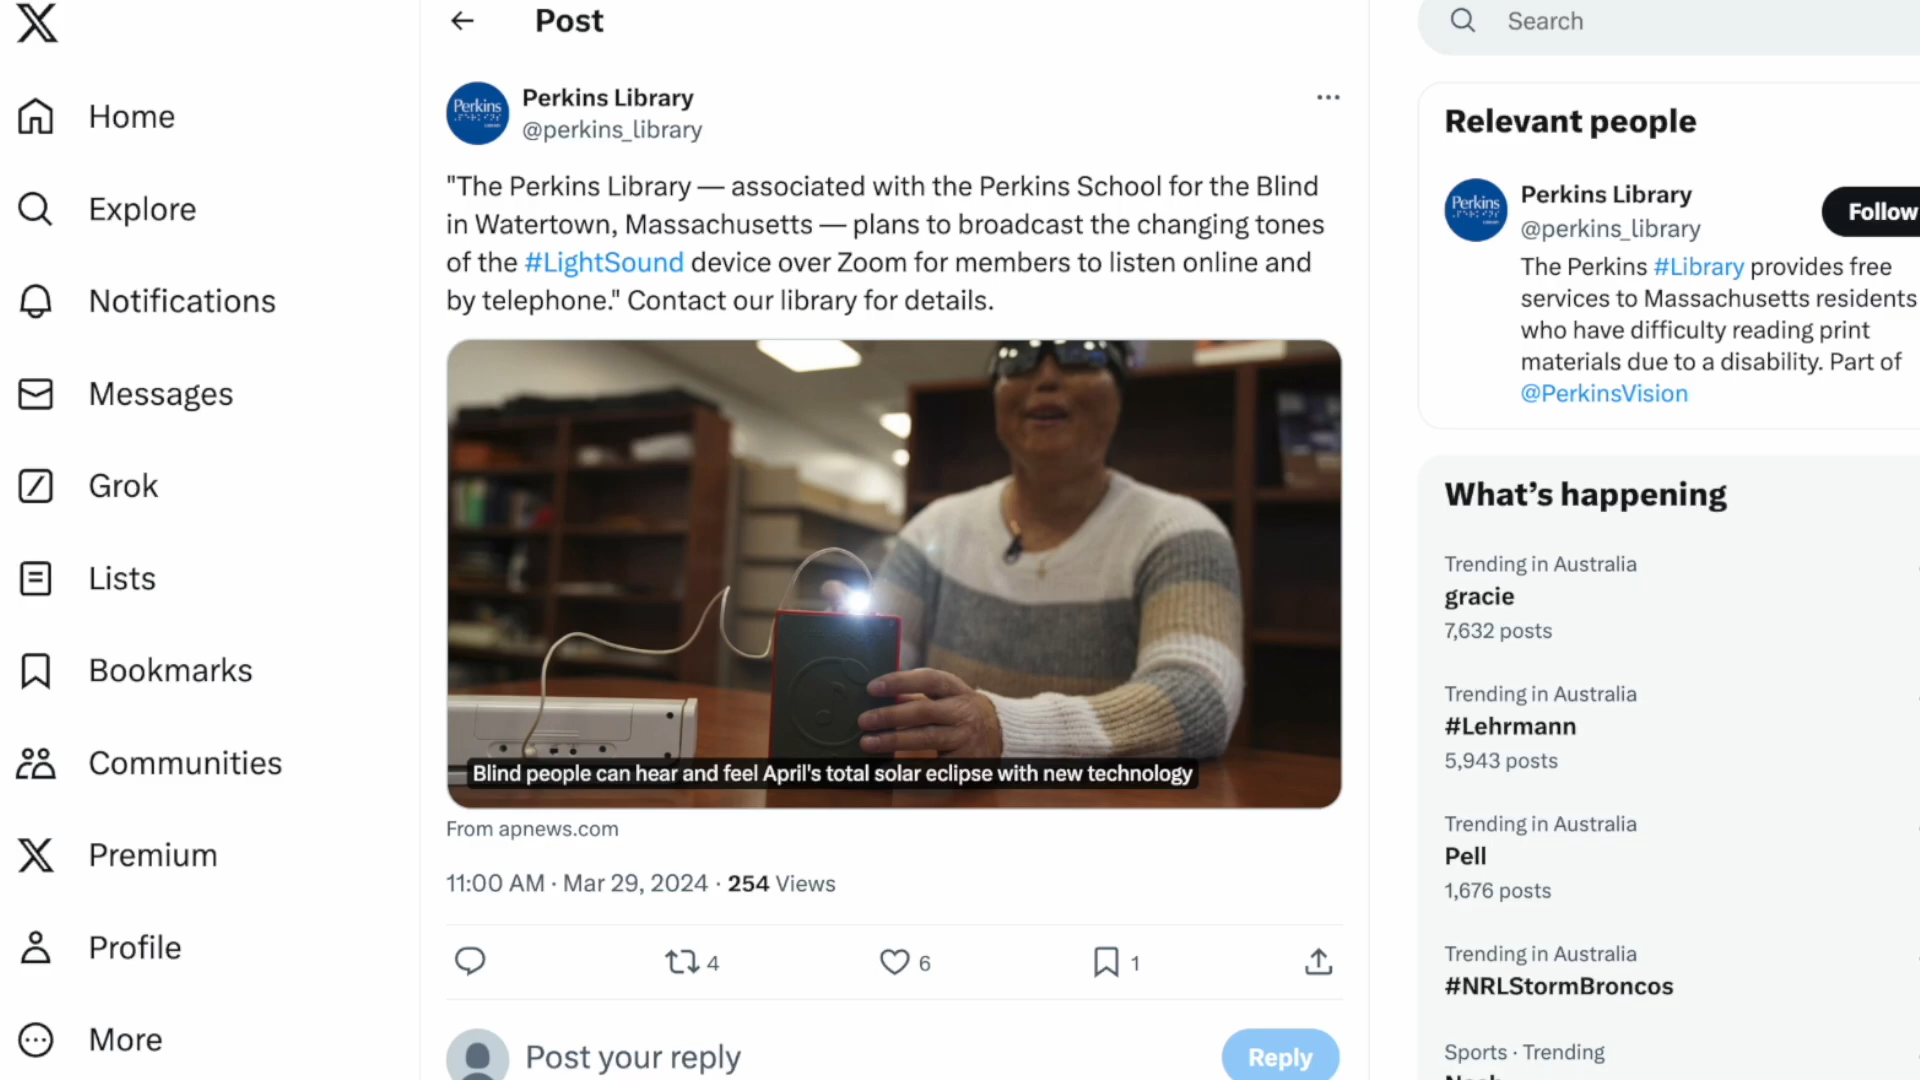 Home
Explore
Notifications
Messages
Grok
Lists
Bookmarks
Communities
Premium
Profile
More
Post
Perkins
Perkins Library
@perkins_library
"The Perkins Library — associated with the Perkins School for the Blind
in Watertown, Massachusetts — plans to broadcast the changing tones
of the #LightSound device over Zoom for members to listen online and
by telephone." Contact our library for details.
Blind people can hear and feel April's total solar eclipse with new technology
From apnews.com
11:00 AM · Mar 29, 2024 · 254 Views
4
6
1
Post your reply
Reply
Search
Relevant people
Perkins
Perkins Library
@perkins_library
Follow
The Perkins #Library provides free
services to Massachusetts residents
who have difficulty reading print
materials due to a disability. Part of
@PerkinsVision
What’s happening
Trending in Australia
gracie
7,632 posts
Trending in Australia
#Lehrmann
5,943 posts
Trending in Australia
Pell
1,676 posts
Trending in Australia
#NRLStormBroncos
Sports · Trending